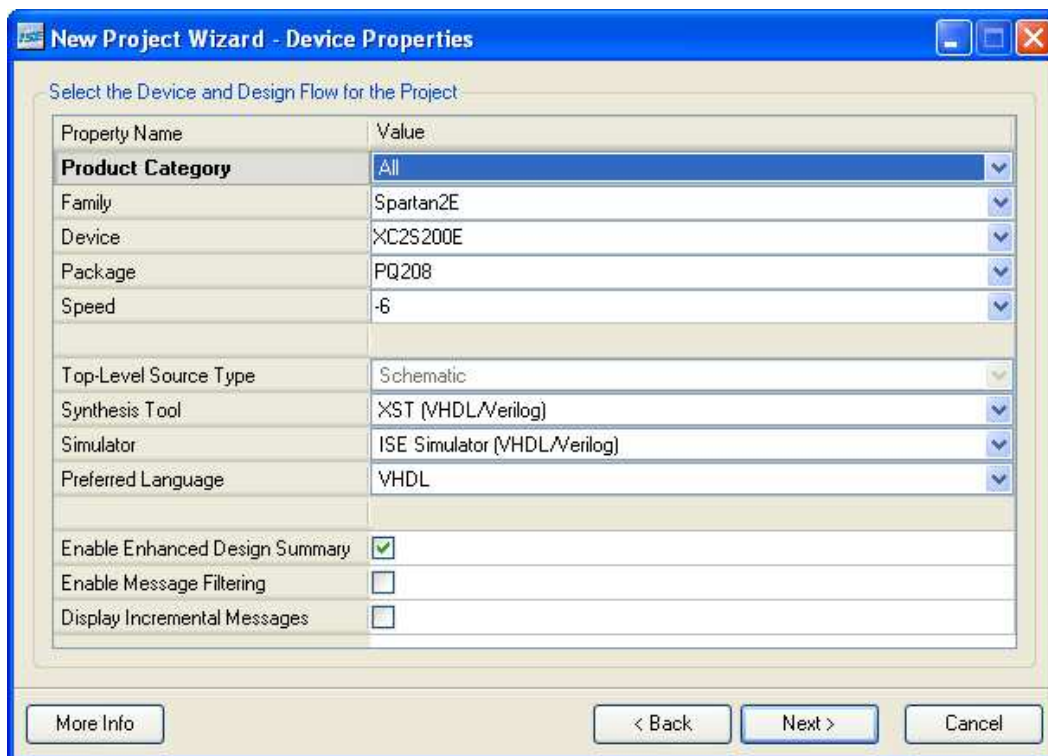 ISE New Project Wizard - Device Properties
Select the Device and Design Flow for the Project
Property Name Value
Product Category All
Family Spartan2E
Device XC2S200E
Package PQ208
Speed -6
Top-Level Source Type Schematic
Synthesis Tool XST (VHDL/Verilog)
Simulator ISE Simulator (VHDL/Verilog)
Preferred Language VHDL
Enable Enhanced Design Summary
Enable Message Filtering
Display Incremental Messages
More Info < Back Next > Cancel